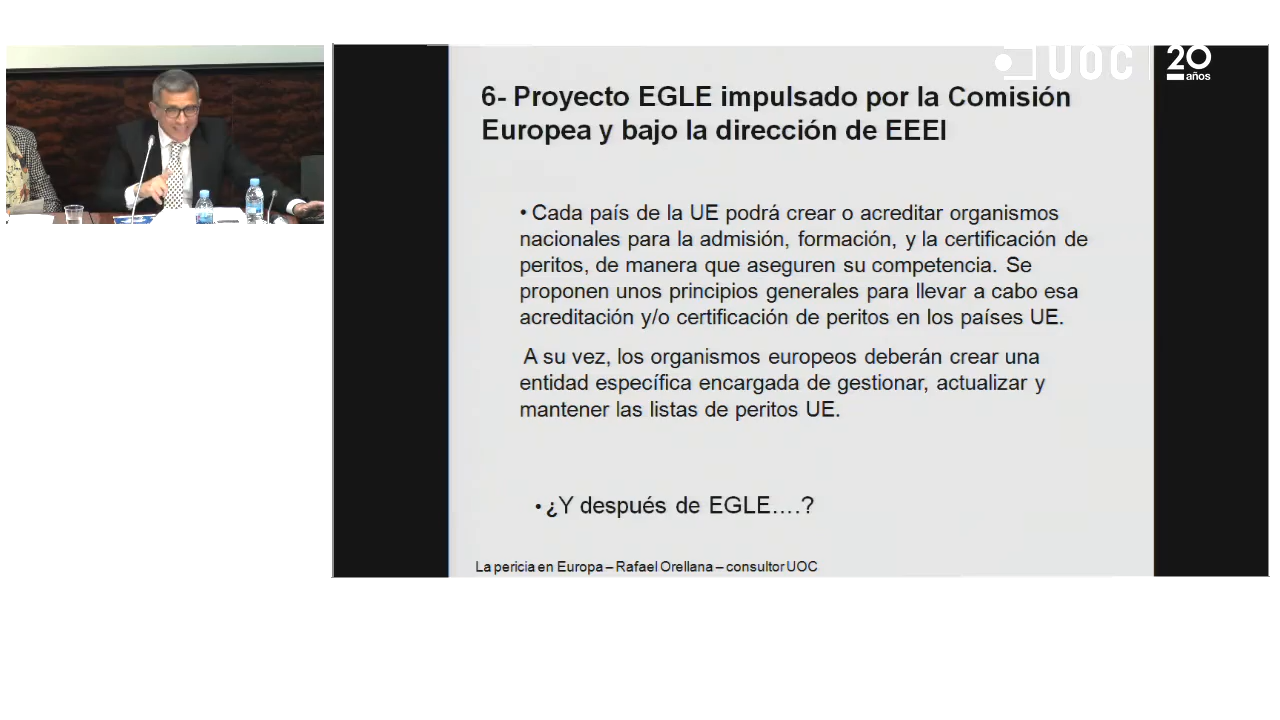 UOC
20
años
6- Proyecto EGLE impulsado por la Comisión
Europea y bajo la dirección de EEEI
• Cada país de la UE podrá crear o acreditar organismos
nacionales para la admisión, formación, y la certificación de
peritos, de manera que aseguren su competencia. Se
proponen unos principios generales para llevar a cabo esa
acreditación y/o certificación de peritos en los países UE.
A su vez, los organismos europeos deberán crear una
entidad específica encargada de gestionar, actualizar y
mantener las listas de peritos UE.
• ¿Y después de EGLE....?
La pericia en Europa – Rafael Orellana – consultor UOC